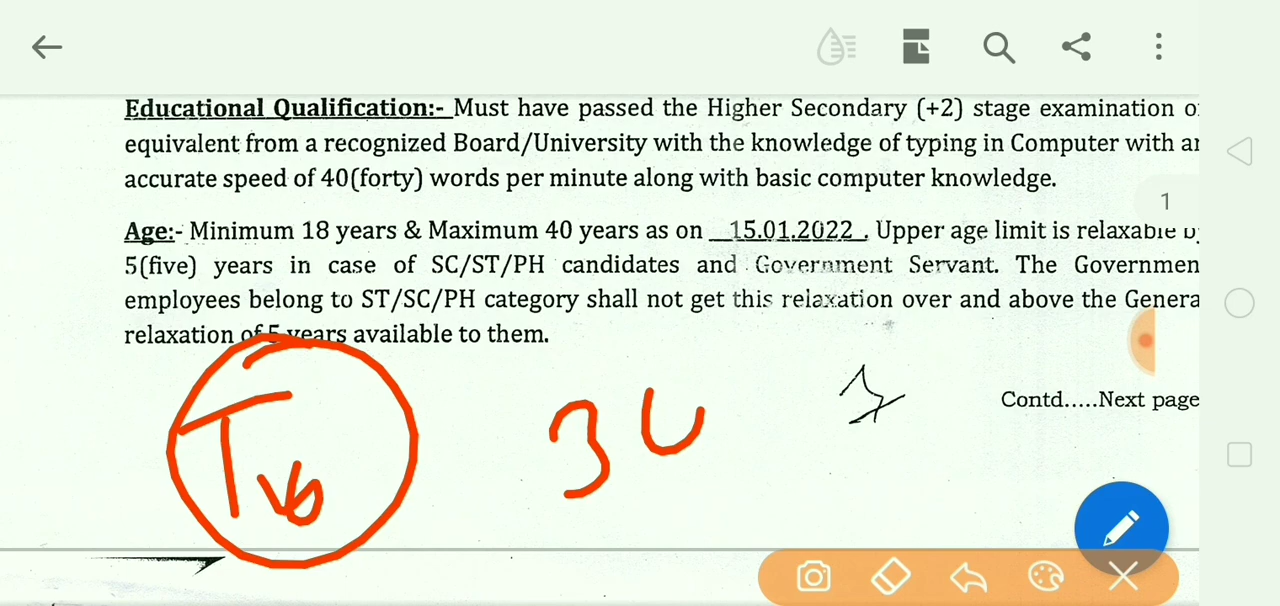 Educational Qualification:- Must have passed the Higher Secondary (+2) stage examination o
equivalent from a recognized Board/University with the knowledge of typing in Computer with an
accurate speed of 40(forty) words per minute along with basic computer knowledge.
1
Age:- Minimum 18 years & Maximum 40 years as on 15.01.2022 . Upper age limit is relaxable by
5(five) years in case of SC/ST/PH candidates and Government Servant. The Governmen
employees belong to ST/SC/PH category shall not get this relaxation over and above the Genera
relaxation of 5 years available to them.
Contd.....Next page